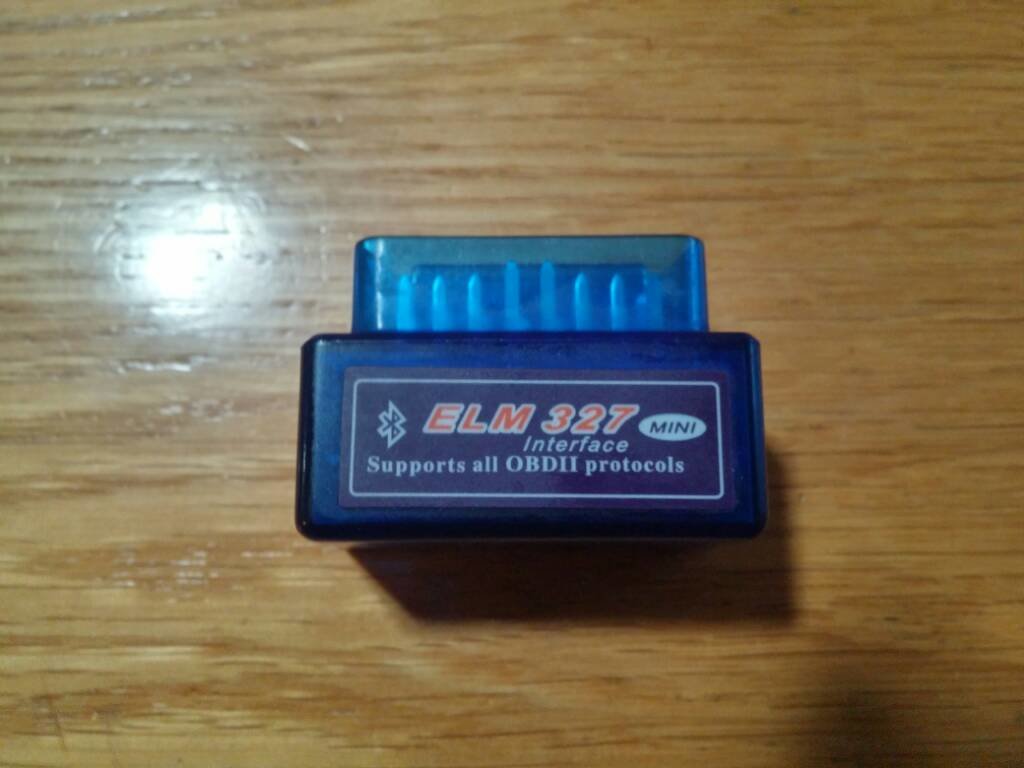 ELM 327 MINI
Interface
Supports all OBDII protocols